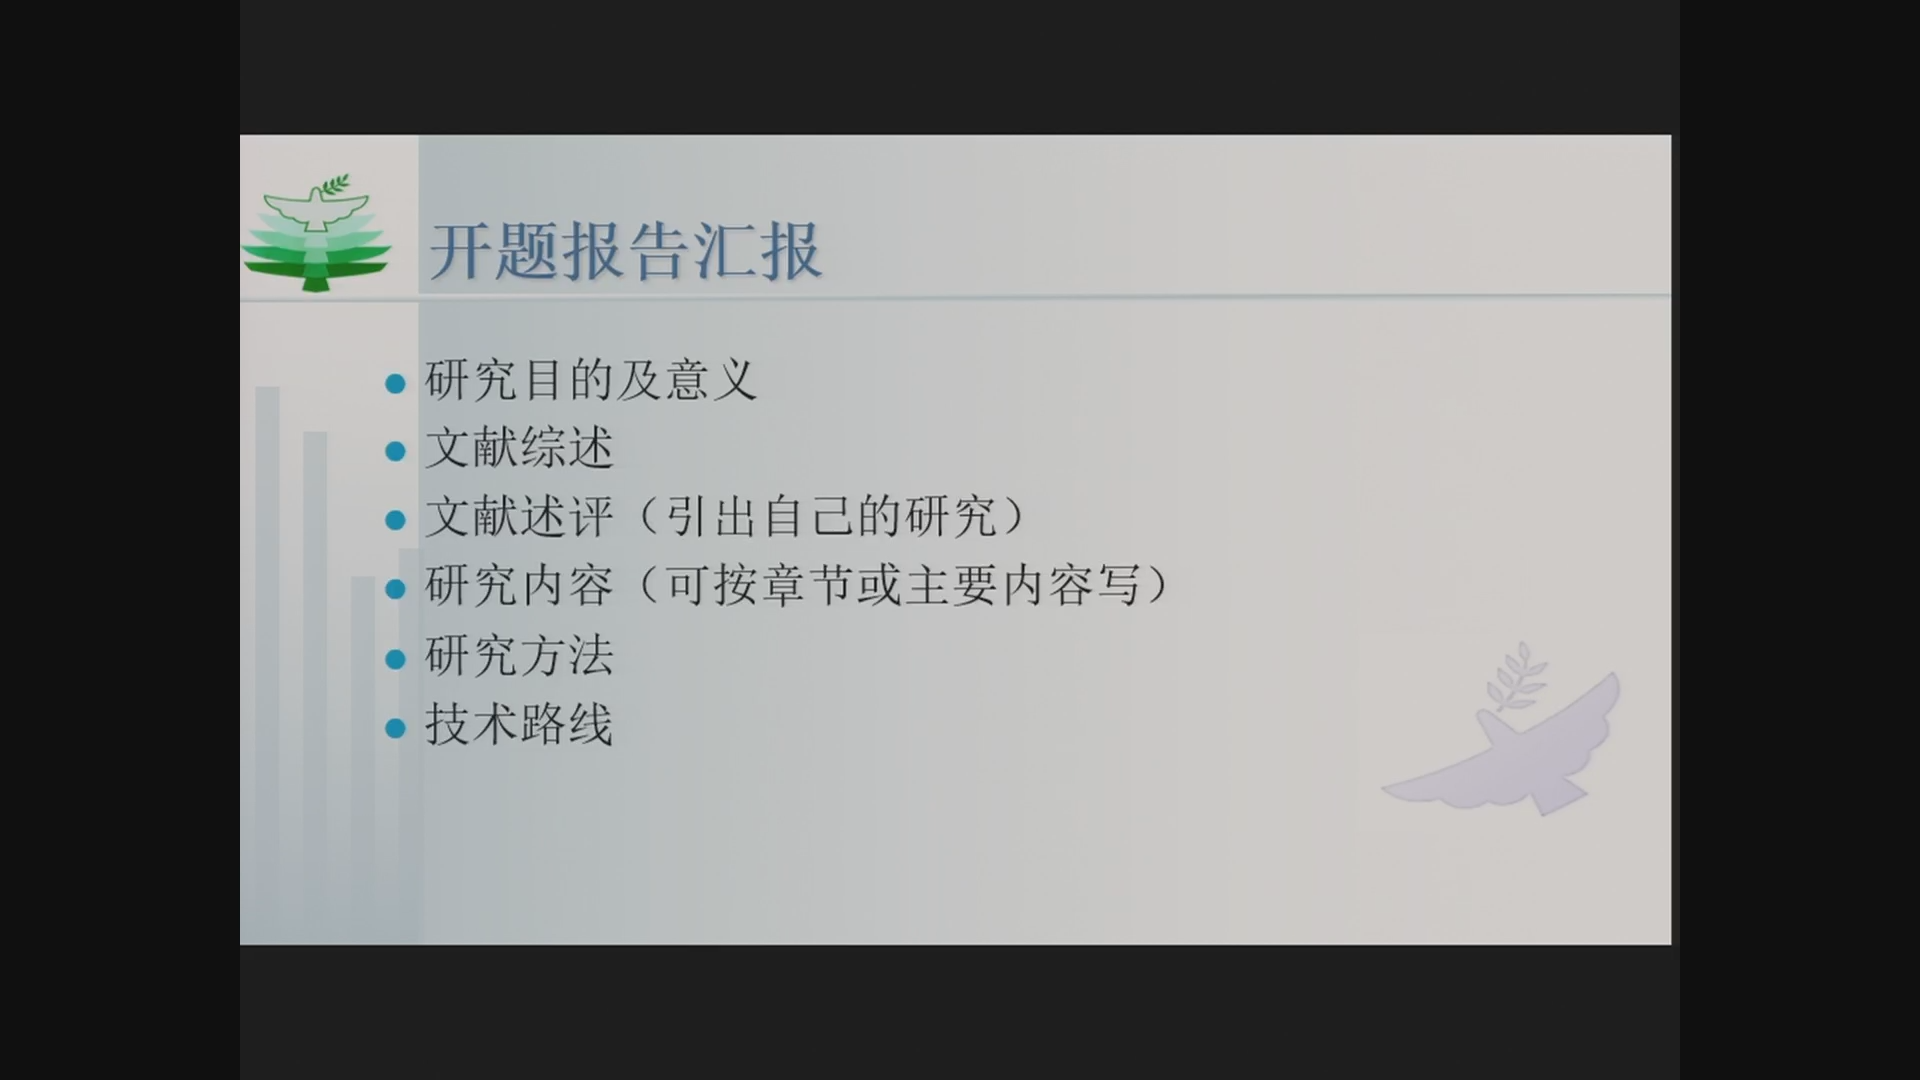 开题报告汇报
研究目的及意义
文献综述
文献述评（引出自己的研究）
研究内容（可按章节或主要内容写）
研究方法
技术路线